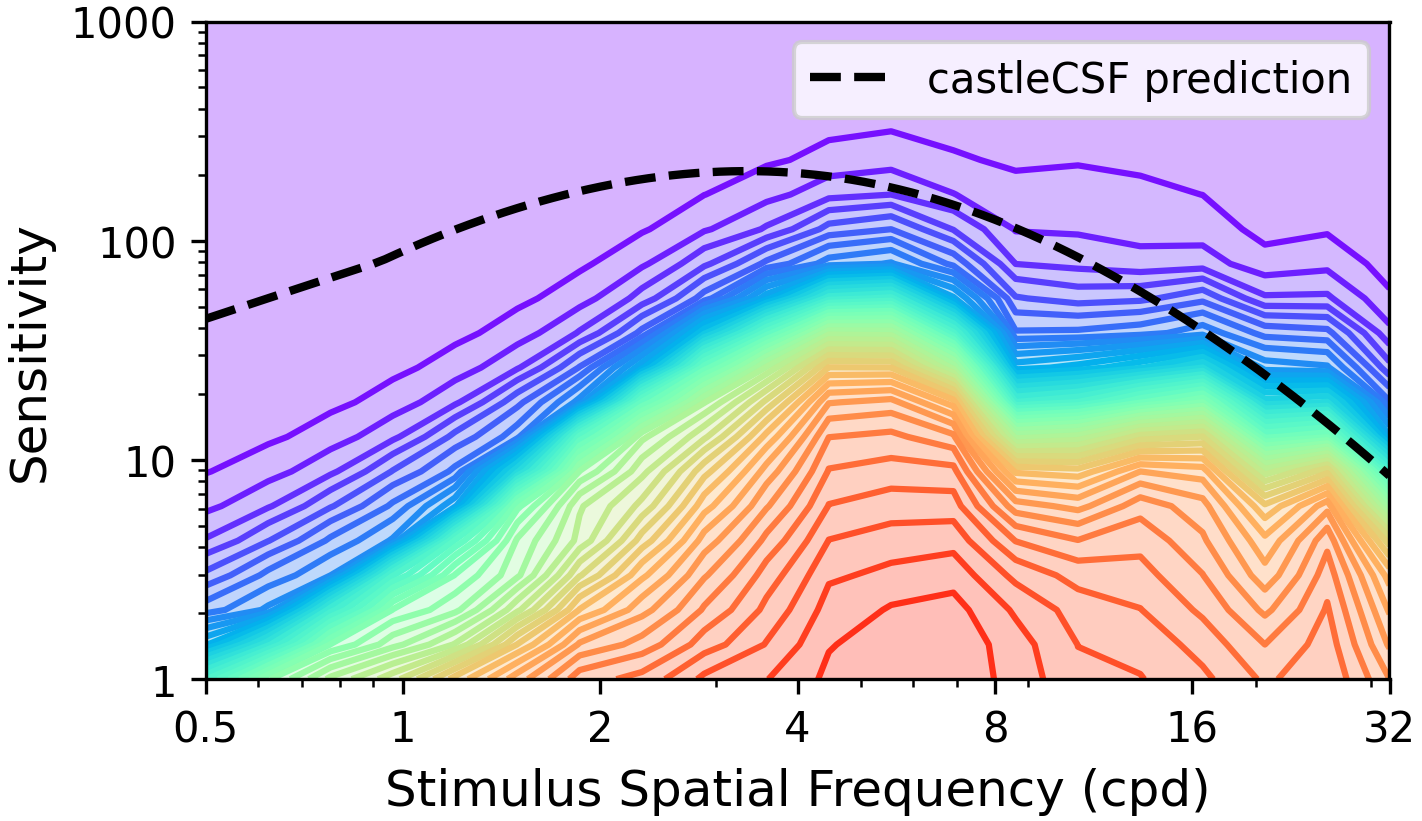 1000
100
10
1
Sensitivity
castleCSF prediction
0.5 1 2 4 8 16 32
Stimulus Spatial Frequency (cpd)